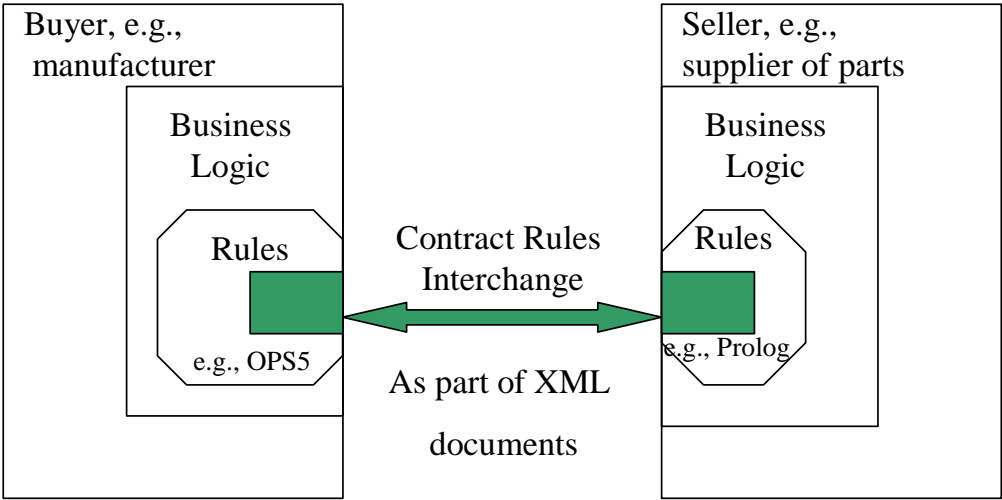 Buyer, e.g.,
manufacturer
Business
Logic
Rules
e.g., OPS5
Contract Rules
Interchange
As part of XML
documents
Seller, e.g.,
supplier of parts
Business
Logic
Rules
e.g., Prolog